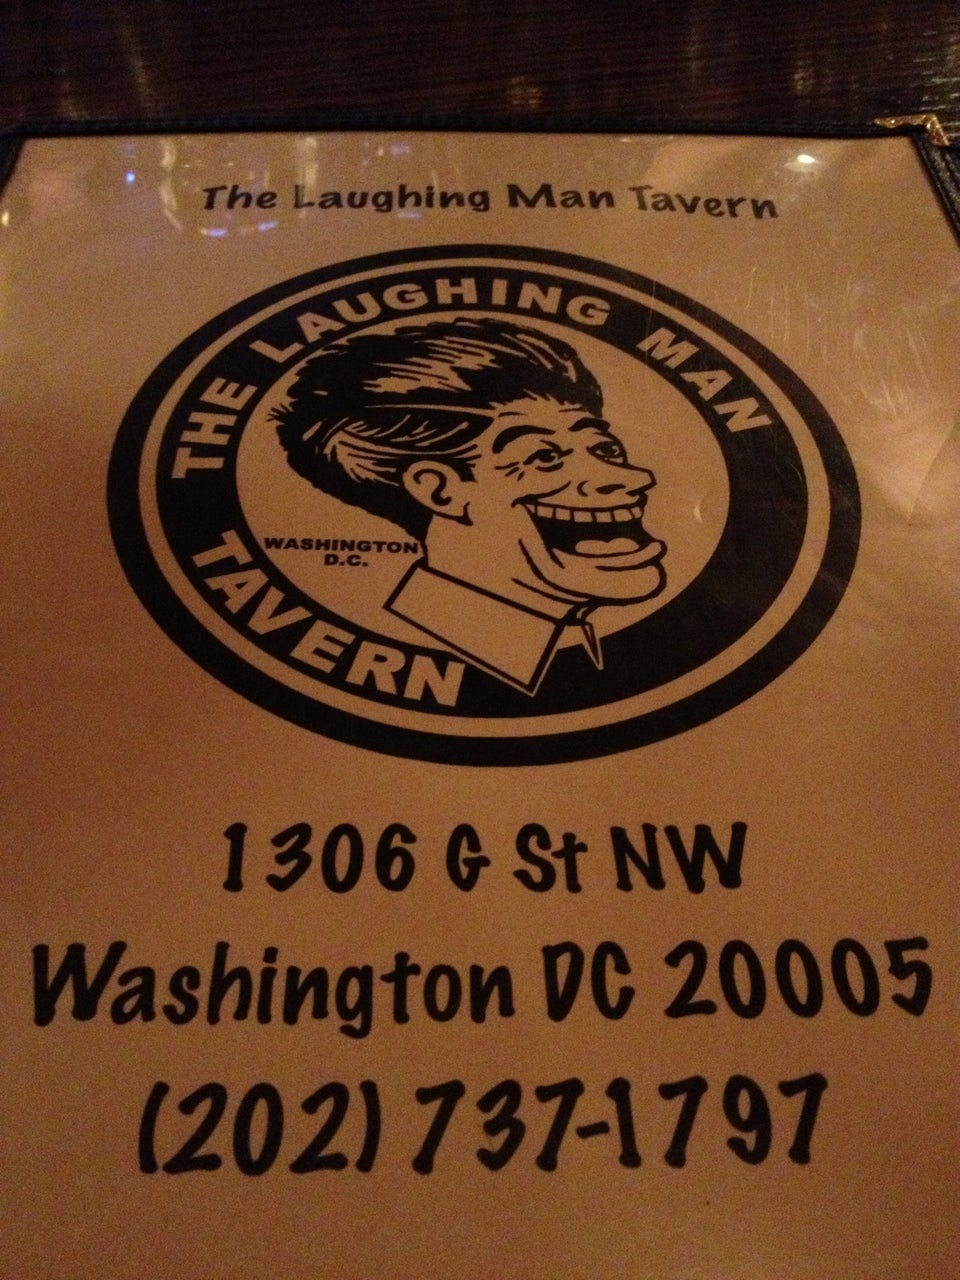 The Laughing Man Tavern
THE LAUGHING MAN
WASHINGTON
D.C.
TAVERN
1306 G St NW
Washington DC 20005
(202) 737-1797